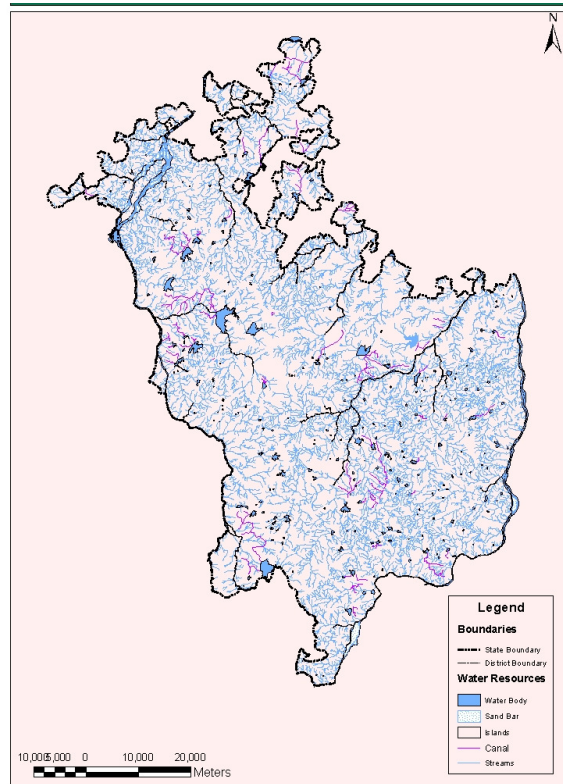 N
Legend
Boundaries
State Boundary
District Boundary
Water Resources
Water Body
Sand Bar
Islands
Canal
Streams
10,000 5,000 0 10,000 20,000
Meters